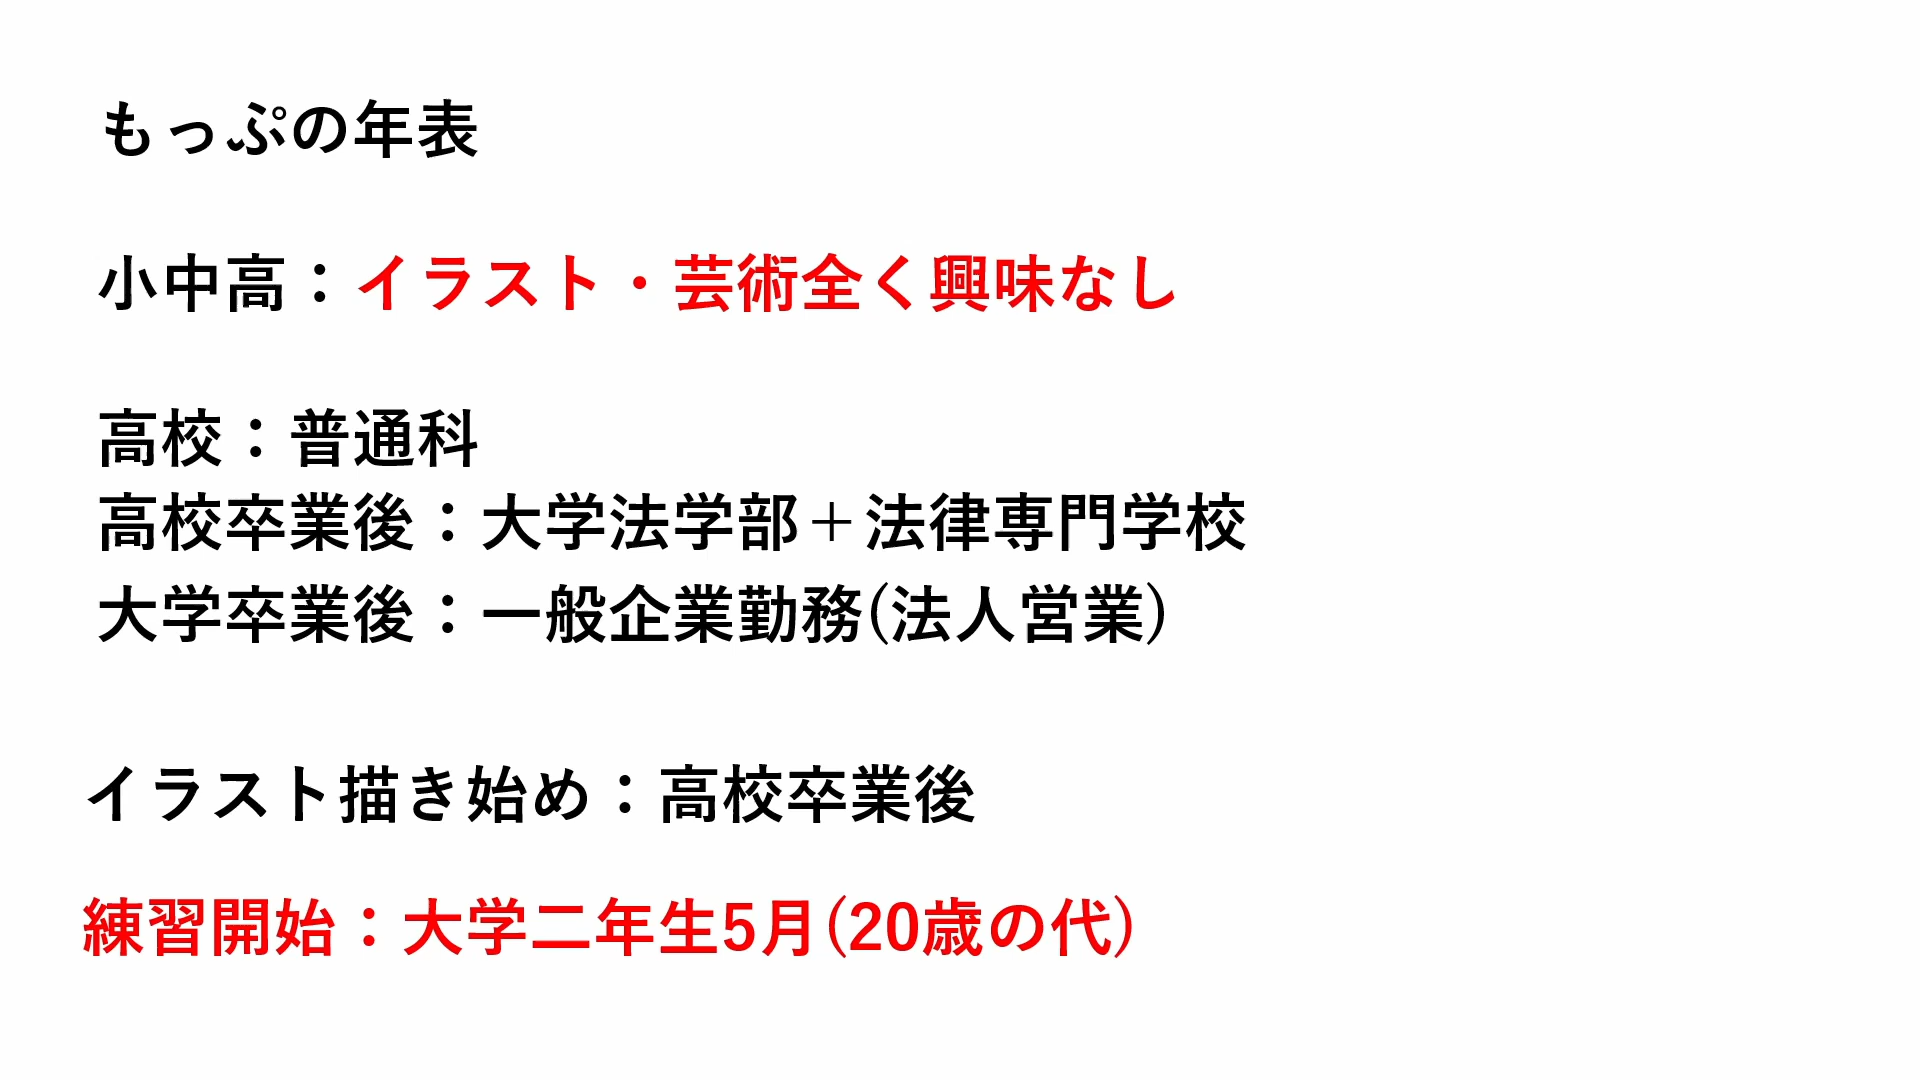 もっぷの年表
小中高：イラスト・芸術全く興味なし
高校：普通科
高校卒業後：大学法学部＋法律専門学校
大学卒業後：一般企業勤務(法人営業)
イラスト描き始め：高校卒業後
練習開始：大学二年生5月(20歳の代)